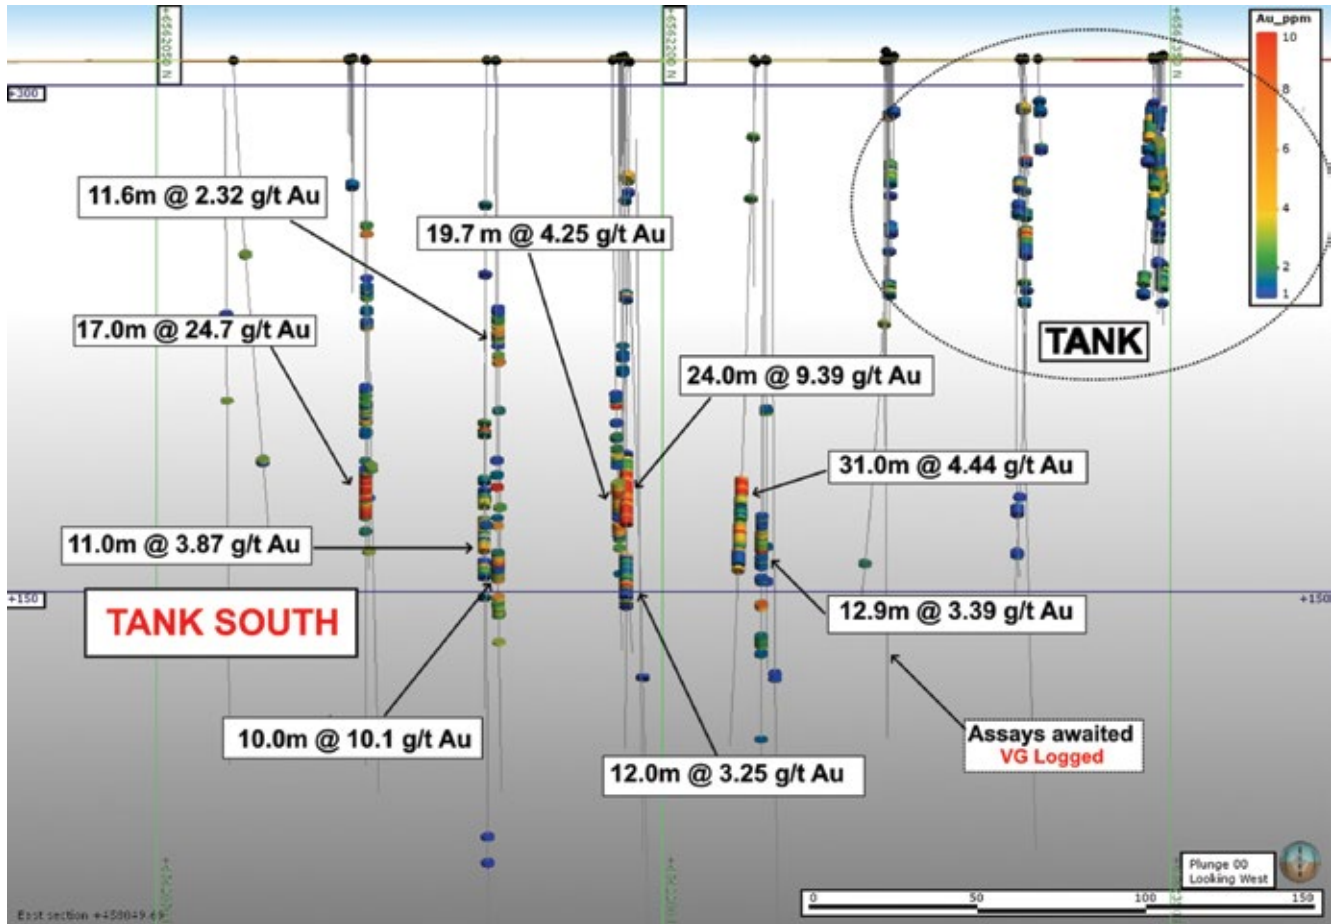 +6562050 N
+6562200 N
+6562350 N
Au_ppm
10
8
6
4
2
1
+300
11.6m @ 2.32 g/t Au
19.7 m @ 4.25 g/t Au
17.0m @ 24.7 g/t Au
TANK
24.0m @ 9.39 g/t Au
31.0m @ 4.44 g/t Au
11.0m @ 3.87 g/t Au
+150
+150
TANK SOUTH
12.9m @ 3.39 g/t Au
10.0m @ 10.1 g/t Au
Assays awaited
VG Logged
12.0m @ 3.25 g/t Au
Plunge 00
Looking West
0
50
100
150